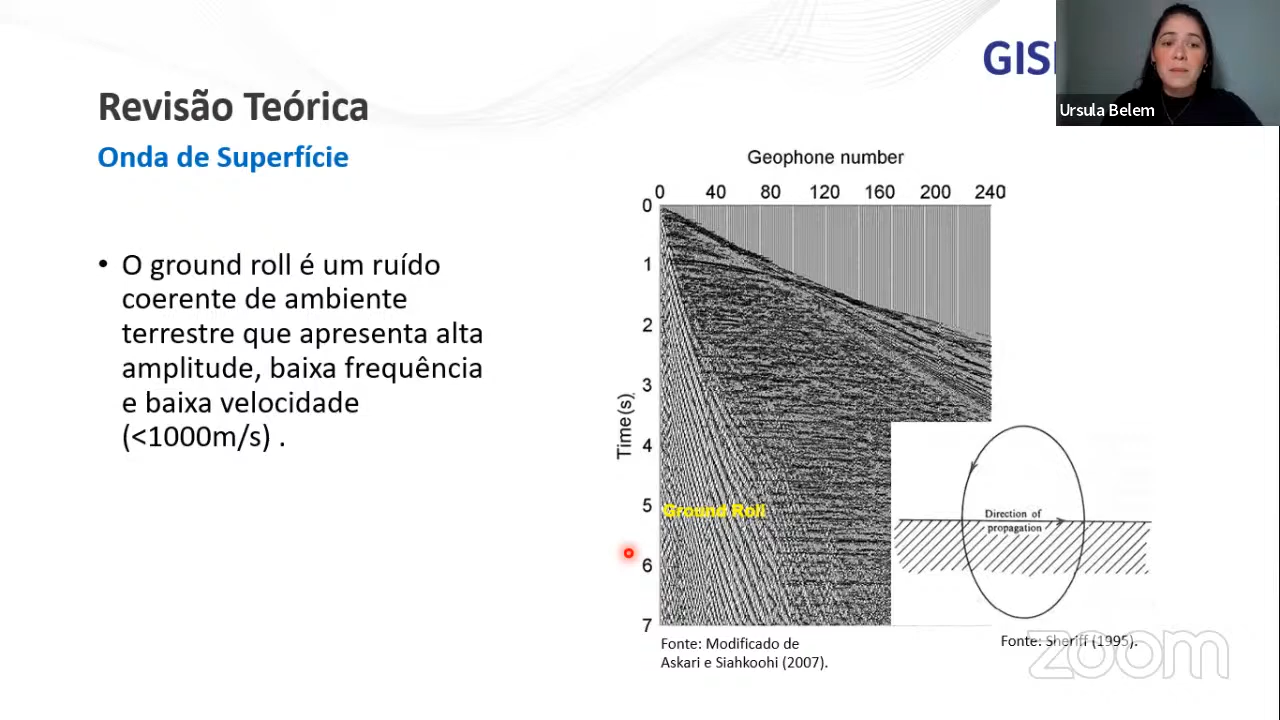 GIS
Ursula Belem
Revisão Teórica
Onda de Superfície
• O ground roll é um ruído
coerente de ambiente
terrestre que apresenta alta
amplitude, baixa frequência
e baixa velocidade
(<1000m/s) .
Geophone number
0 40 80 120 160 200 240
0
1
2
3
4
5
6
7
Time(s)
Ground Roll
Direction of
propagation
Fonte: Modificado de
Askari e Siahkoohi (2007).
Fonte: Sheriff (1995).
zoom